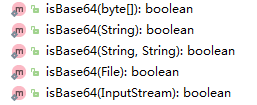 m isBase64(byte[]): boolean
m isBase64(String): boolean
m isBase64(String, String): boolean
m isBase64(File): boolean
m isBase64(InputStream): boolean